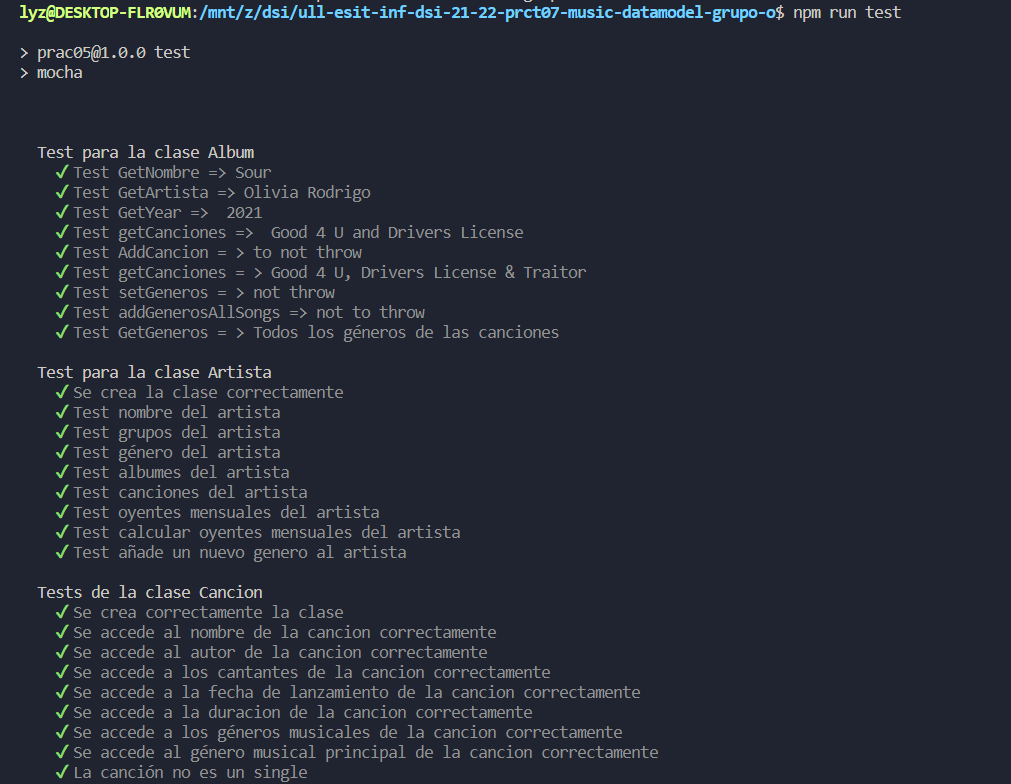 lyz@DESKTOP-FLR0VUM:/mnt/z/dsi/ull-esit-inf-dsi-21-22-prct07-music-datamodel-grupo-o$ npm run test
> prac05@1.0.0 test
> mocha
Test para la clase Album
✓ Test GetNombre => Sour
✓ Test GetArtista => Olivia Rodrigo
✓ Test GetYear =>  2021
✓ Test getCanciones =>  Good 4 U and Drivers License
✓ Test AddCancion = > to not throw
✓ Test getCanciones = > Good 4 U, Drivers License & Traitor
✓ Test setGeneros = > not throw
✓ Test addGenerosAllSongs => not to throw
✓ Test GetGeneros = > Todos los géneros de las canciones
Test para la clase Artista
✓ Se crea la clase correctamente
✓ Test nombre del artista
✓ Test grupos del artista
✓ Test género del artista
✓ Test albumes del artista
✓ Test canciones del artista
✓ Test oyentes mensuales del artista
✓ Test calcular oyentes mensuales del artista
✓ Test añade un nuevo genero al artista
Tests de la clase Cancion
✓ Se crea correctamente la clase
✓ Se accede al nombre de la cancion correctamente
✓ Se accede al autor de la cancion correctamente
✓ Se accede a los cantantes de la cancion correctamente
✓ Se accede a la fecha de lanzamiento de la cancion correctamente
✓ Se accede a la duracion de la cancion correctamente
✓ Se accede a los géneros musicales de la cancion correctamente
✓ Se accede al género musical principal de la cancion correctamente
✓ La canción no es un single